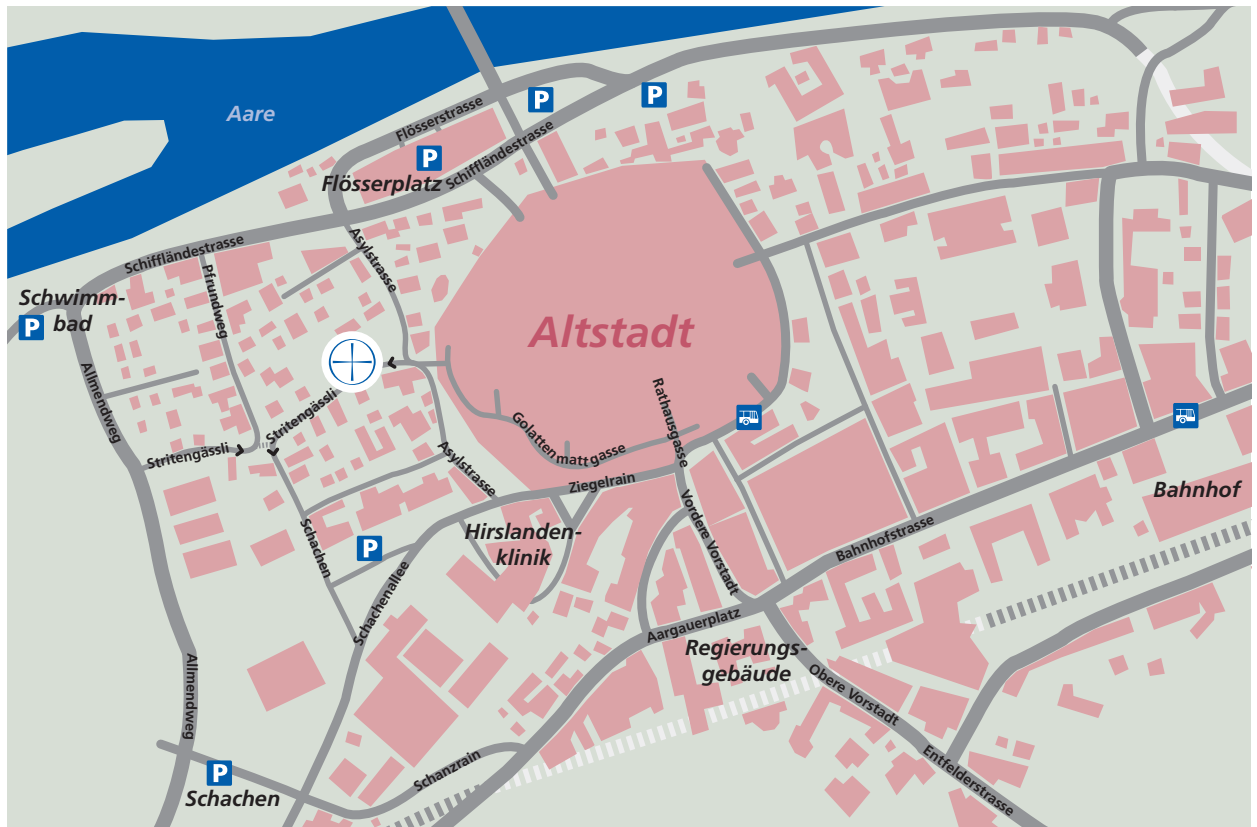 Aare
Flösserstrasse
P
P
P
Flösserplatz
Schiffländestrasse
Schiffländestrasse
Asylstrasse
Pfrundweg
Schwimm-
bad
P
Altstadt
Allmendweg
Stritengässli
Stritengässli
Rathausgasse
Golattenmattgasse
Asylstrasse
Ziegelrain
Vordere Vorstadt
Bahnhof
Hirslanden-
klinik
Schachen
P
Schachenallee
Bahnhofstrasse
Aargauerplatz
Regierungs-
gebäude
Allmendweg
Obere Vorstadt
Entfelderstrasse
Schanzrain
P
Schachen